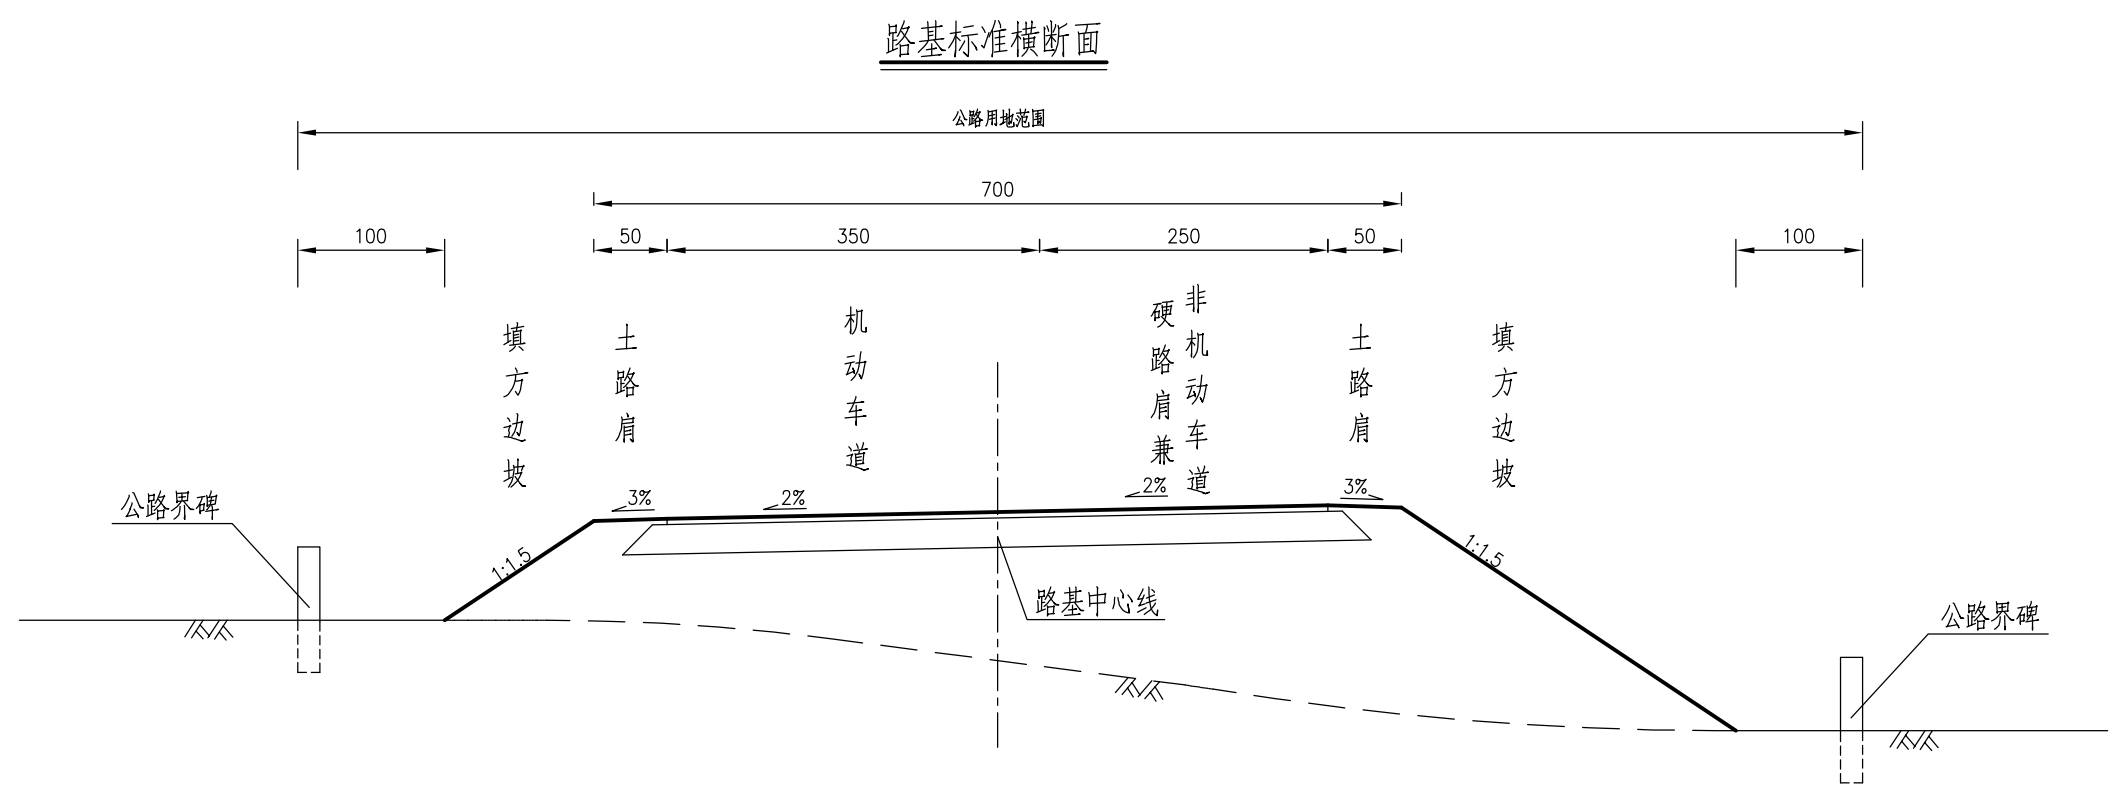 路基标准横断面
公路用地范围
700
100
50
350
250
50
100
填方边坡
土路肩
机动车道
硬路肩兼
非机动车道
土路肩
填方边坡
3%
2%
2%
3%
公路界碑
1:1.5
1:1.5
路基中心线
公路界碑